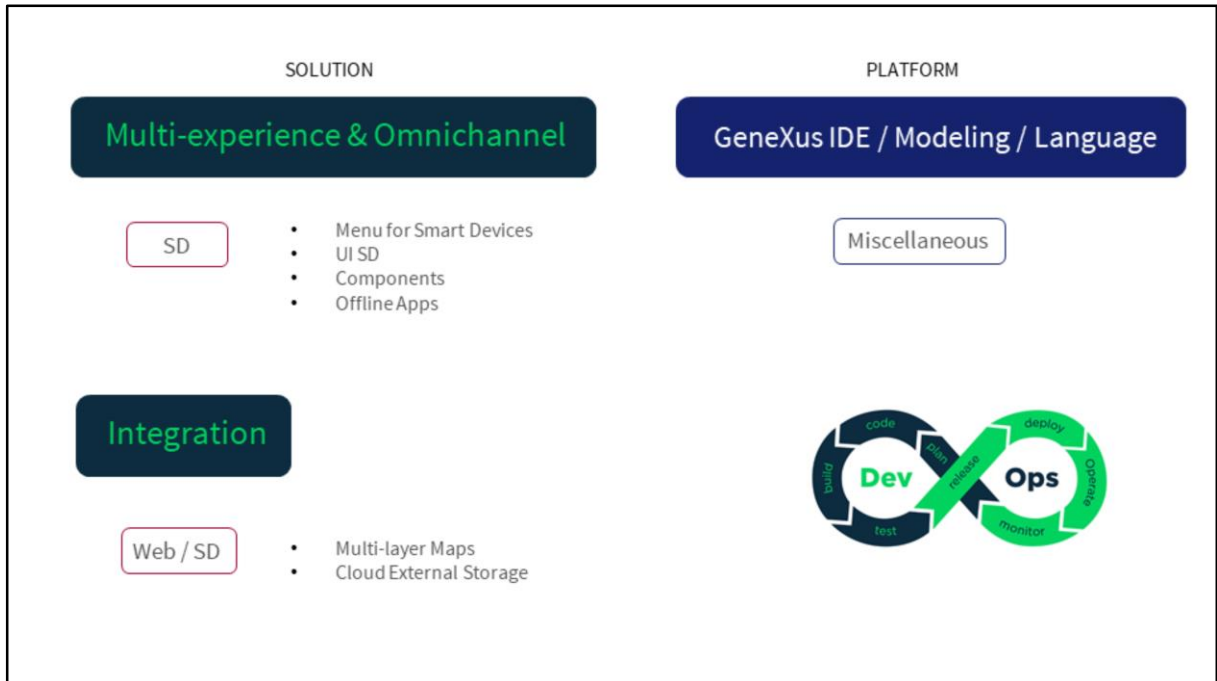 SOLUTION
PLATFORM
Multi-experience & Omnichannel
GeneXus IDE / Modeling / Language
SD
• Menu for Smart Devices
• UI SD
• Components
• Offline Apps
Miscellaneous
Integration
Web / SD
• Multi-layer Maps
• Cloud External Storage
code
plan
build
Dev
test
release
deploy
Ops
Operate
monitor